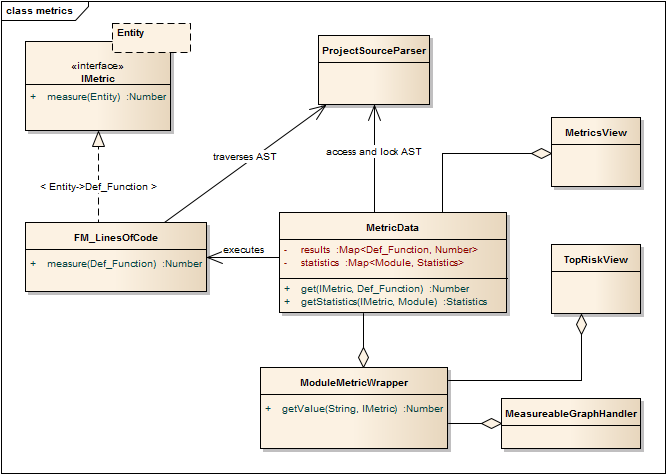 class metrics
Entity
«interface»
IMetric
+ measure(Entity) :Number
ProjectSourceParser
MetricsView
traverses AST
access and lock AST
< Entity->Def_Function >
FM_LinesOfCode
+ measure(Def_Function) :Number
executes
MetricData
- results :Map<Def_Function, Number>
- statistics :Map<Module, Statistics>
+ get(IMetric, Def_Function) :Number
+ getStatistics(IMetric, Module) :Statistics
TopRiskView
ModuleMetricWrapper
+ getValue(String, IMetric) :Number
MeasureableGraphHandler